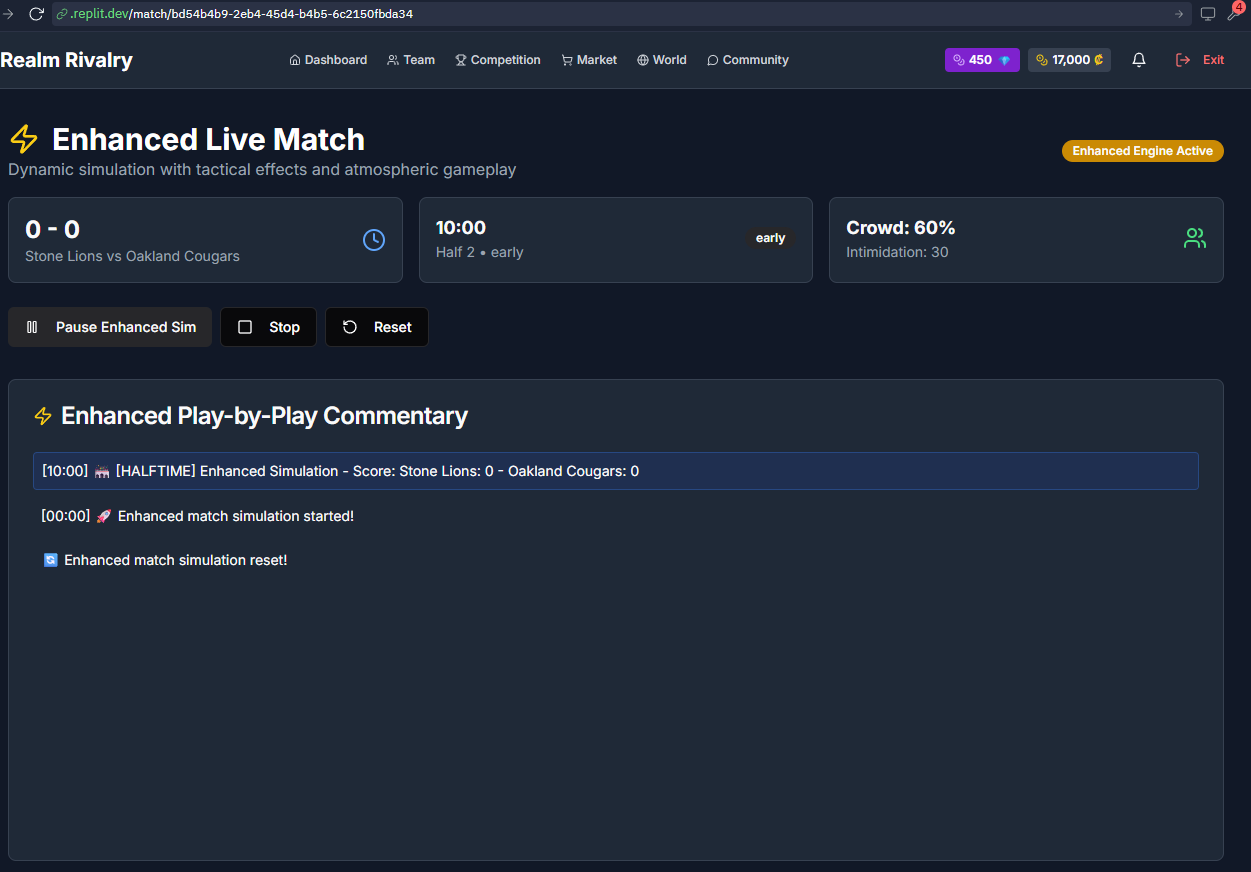 .replit.dev/match/bd54b4b9-2eb4-45d4-b4b5-6c2150fbda34
4
Realm Rivalry
Dashboard
Team
Competition
Market
World
Community
450
17,000 ₡
Exit
Enhanced Live Match
Dynamic simulation with tactical effects and atmospheric gameplay
Enhanced Engine Active
0 - 0
Stone Lions vs Oakland Cougars
10:00
Half 2 • early
early
Crowd: 60%
Intimidation: 30
Pause Enhanced Sim
Stop
Reset
Enhanced Play-by-Play Commentary
[10:00] 🏟️ [HALFTIME] Enhanced Simulation - Score: Stone Lions: 0 - Oakland Cougars: 0
[00:00] 🚀 Enhanced match simulation started!
🔄 Enhanced match simulation reset!